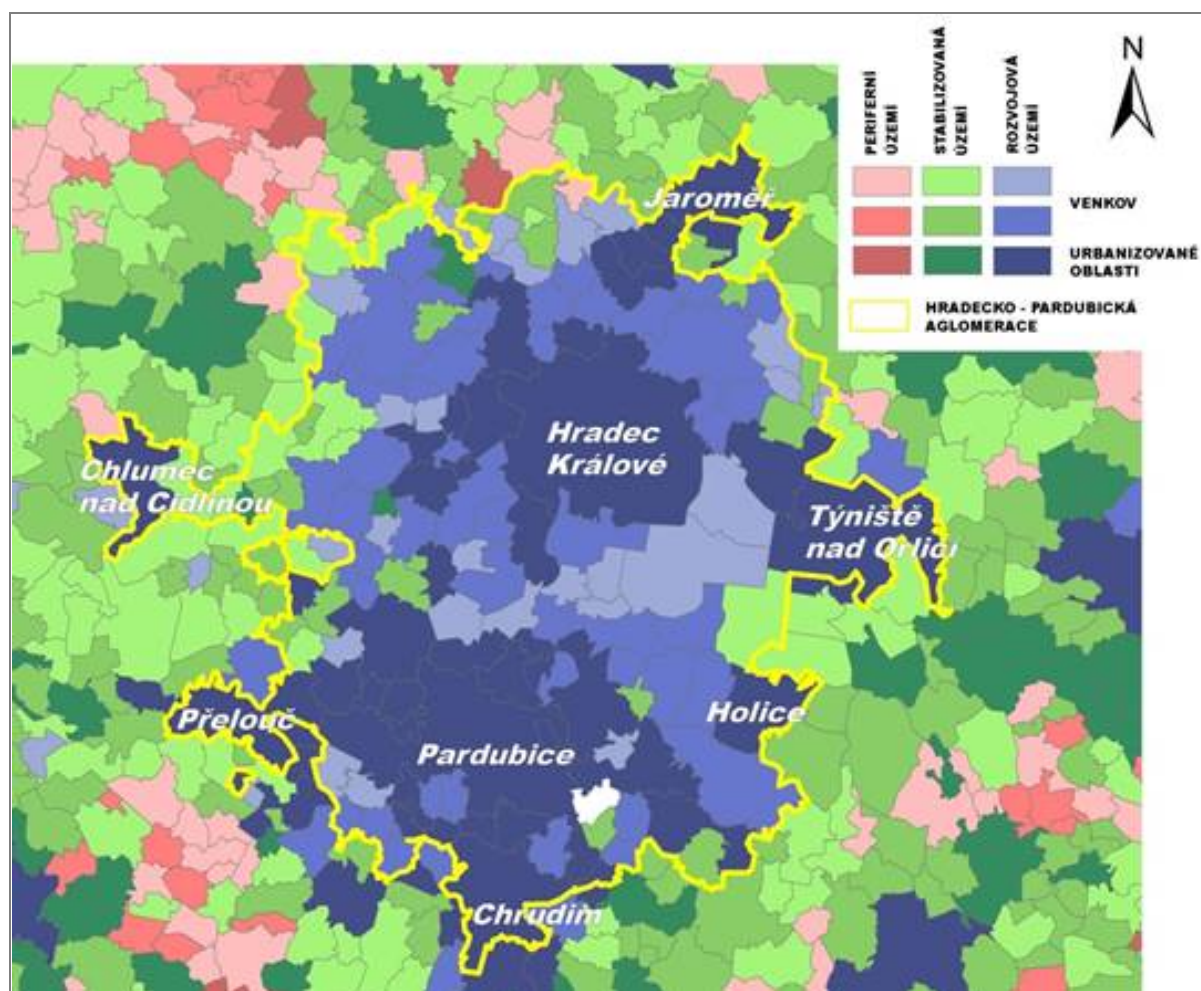 N
PERIFERNÍ
ÚZEMÍ
STABILIZOVANÁ
ÚZEMÍ
ROZVOJOVÁ
ÚZEMÍ
VENKOV
URBANIZOVANÉ
OBLASTI
HRADECKO - PARDUBICKÁ
AGLOMERACE
Jaroměř
Hradec
Králové
Chlumec
nad Cidlinou
Týniště
nad Orlicí
Přelouč
Holice
Pardubice
Chrudim